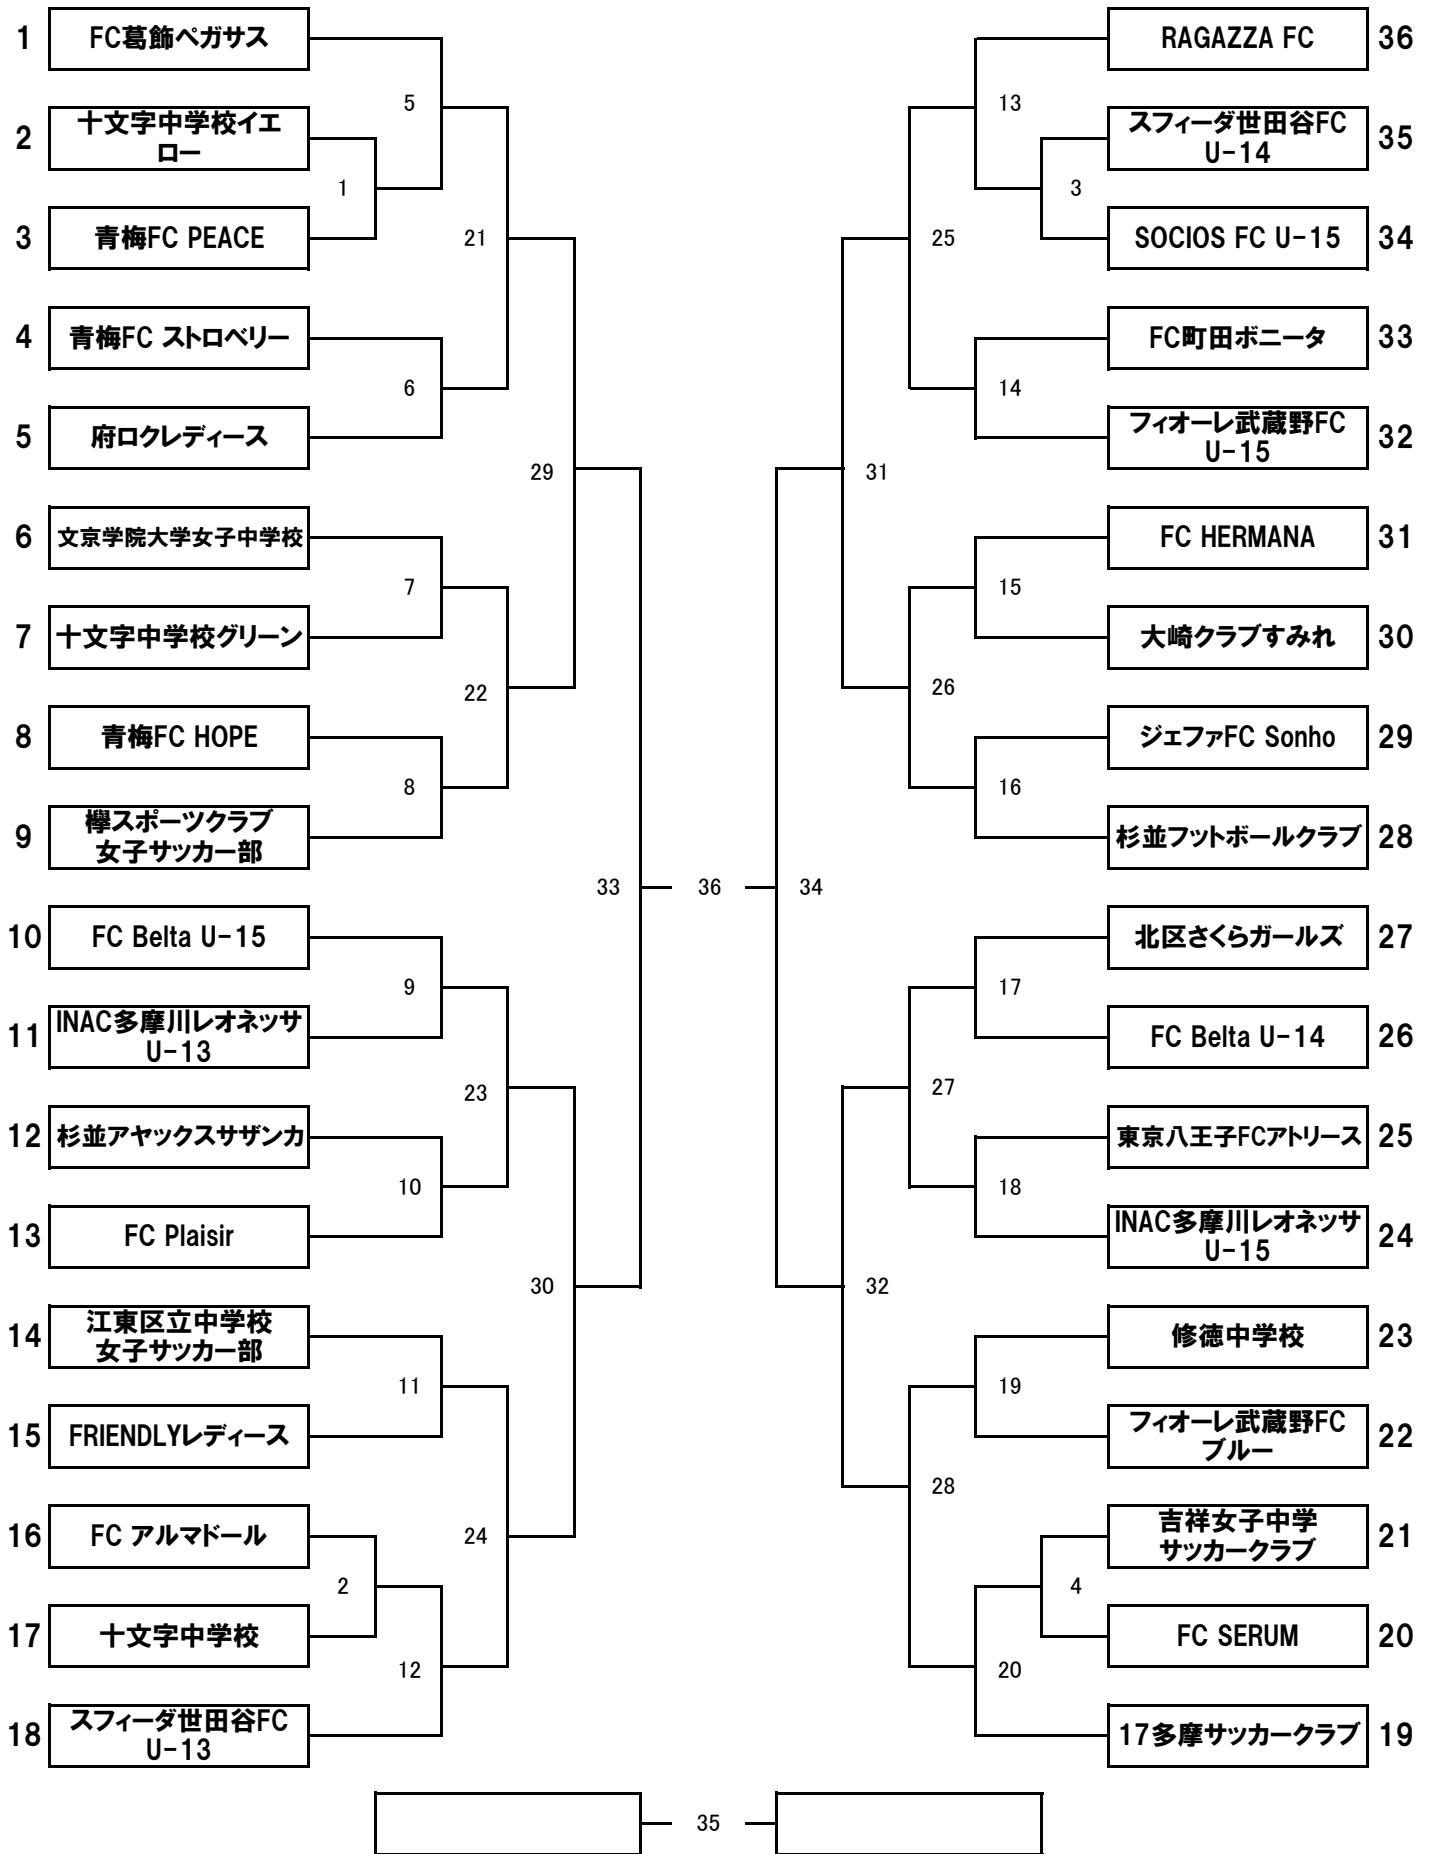 1 FC葛飾ペガサス
5
2 十文字中学校イエ
ロー
1
3 青梅FC PEACE
21
4 青梅FC ストロベリー
6
5 府ロクレディース
29
6 文京学院大学女子中学校
7
7 十文字中学校グリーン
22
8 青梅FC HOPE
8
9 欅スポーツクラブ
女子サッカー部
33
10 FC Belta U-15
9
11 INAC多摩川レオネッサ
U-13
23
12 杉並アヤックスサザンカ
10
13 FC Plaisir
30
14 江東区立中学校
女子サッカー部
11
15 FRIENDLYレディース
16 FC アルマドール
24
2
17 十文字中学校
12
18 スフィーダ世田谷FC
U-13
36
RAGAZZA FC 36
13
スフィーダ世田谷FC
U-14 35
3
SOCIOS FC U-15 34
25
FC町田ボニータ 33
14
フィオーレ武蔵野FC
U-15 32
31
FC HERMANA 31
15
大崎クラブすみれ 30
26
ジェファFC Sonho 29
16
杉並フットボールクラブ 28
34
北区さくらガールズ 27
17
FC Belta U-14 26
27
東京八王子FCアトリース 25
18
INAC多摩川レオネッサ
U-15 24
32
修徳中学校 23
19
フィオーレ武蔵野FC
ブルー 22
28
吉祥女子中学
サッカークラブ 21
4
FC SERUM 20
20
17多摩サッカークラブ 19
35